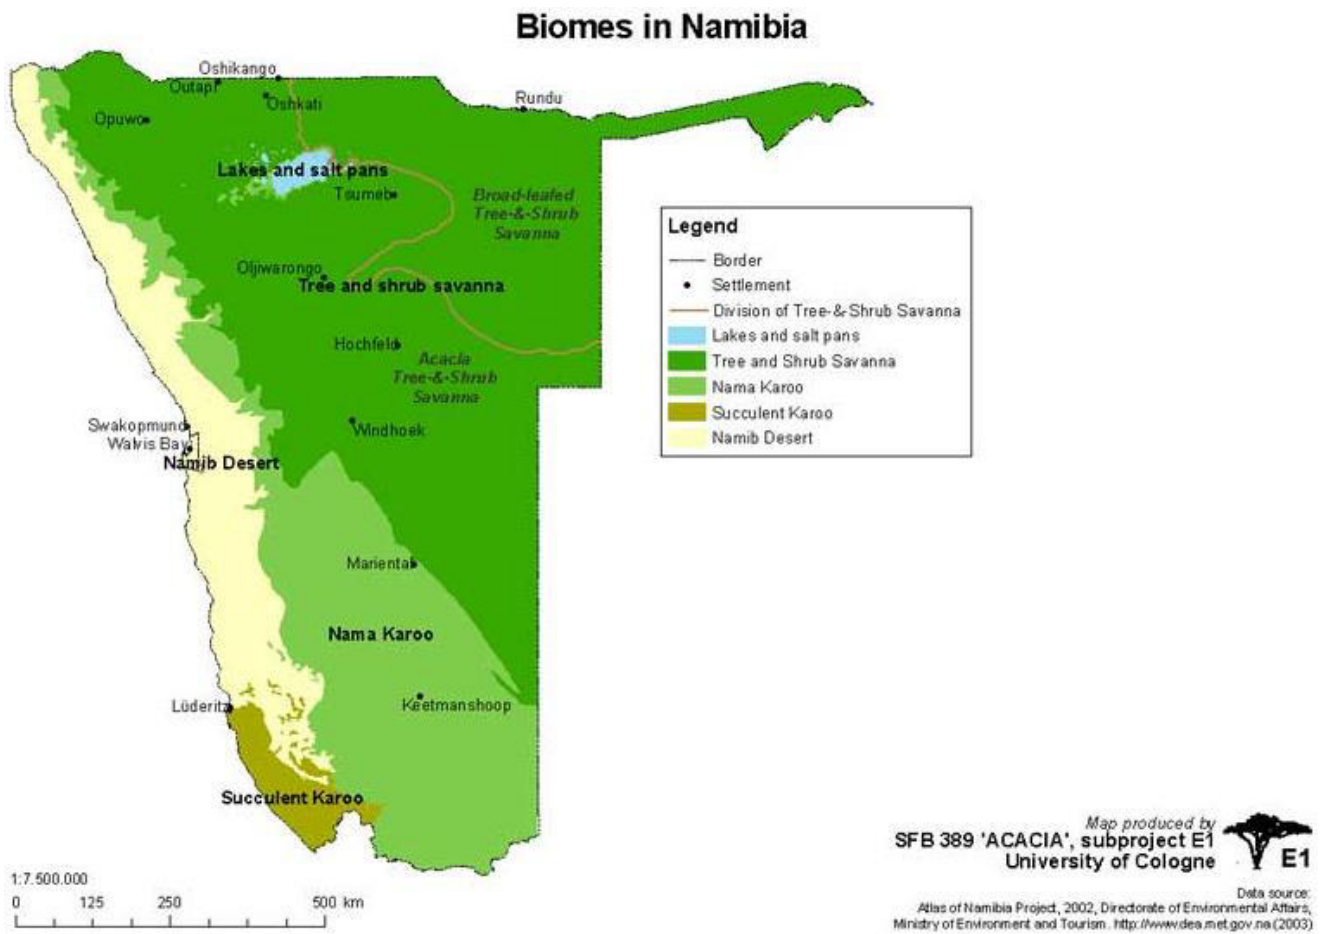 Biomes in Namibia
Oshikango
Outapi
Oshkati
Rundu
Opuwo
Lakes and salt pans
Tsumeb
Broad-leafed
Tree-&-Shrub
Savanna
Oljiwarongo
Tree and shrub savanna
Hochfeld
Acacia
Tree-&-Shrub
Savanna
Swakopmund
Walvis Bay
Windhoek
Namib Desert
Mariental
Nama Karoo
Lüderitz
Keetmanshoop
Succulent Karoo
Legend
Border
Settlement
Division of Tree-&-Shrub Savanna
Lakes and salt pans
Tree and Shrub Savanna
Nama Karoo
Succulent Karoo
Namib Desert
1:7.500.000
0 125 250 500 km
Map produced by
SFB 389 'ACACIA', subproject E1
University of Cologne
E1
Data source:
Atlas of Namibia Project, 2002, Directorate of Environmental Affairs,
Ministry of Environment and Tourism. http://www.dea.met.gov.na (2003)